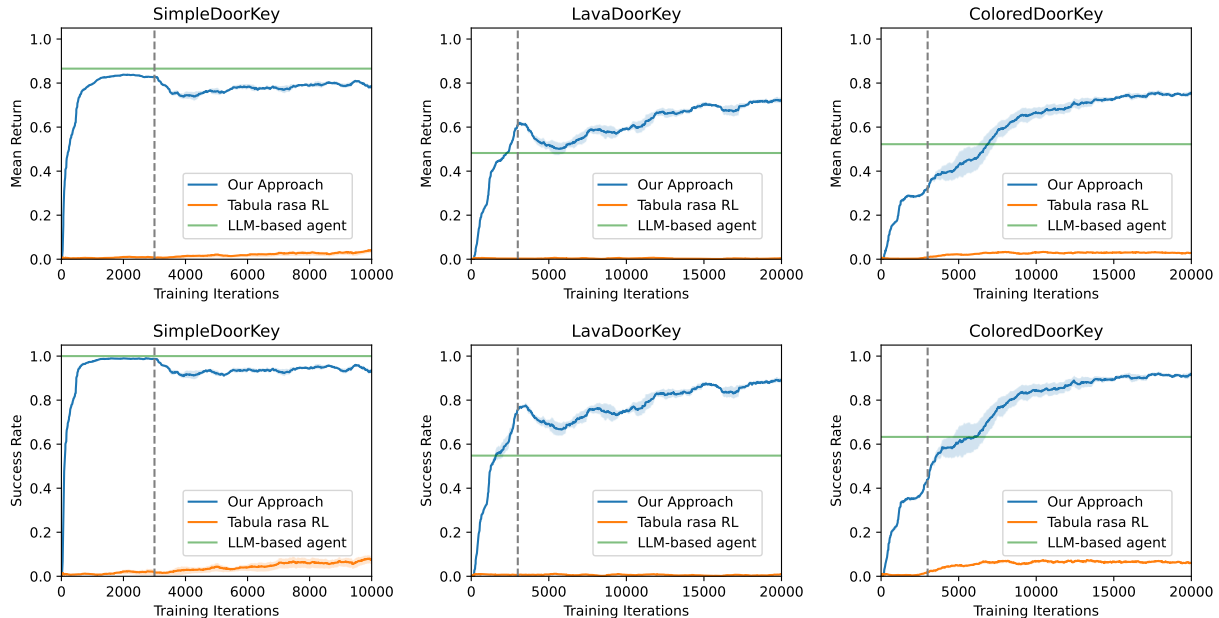 SimpleDoorKey
1.0
0.8
0.6
0.4
0.2
0.0
Mean Return
Our Approach
Tabula rasa RL
LLM-based agent
0 2000 4000 6000 8000 10000
Training Iterations
LavaDoorKey
1.0
0.8
0.6
0.4
0.2
0.0
Mean Return
Our Approach
Tabula rasa RL
LLM-based agent
0 5000 10000 15000 20000
Training Iterations
ColoredDoorKey
1.0
0.8
0.6
0.4
0.2
0.0
Mean Return
Our Approach
Tabula rasa RL
LLM-based agent
0 5000 10000 15000 20000
Training Iterations
SimpleDoorKey
1.0
0.8
0.6
0.4
0.2
0.0
Success Rate
Our Approach
Tabula rasa RL
LLM-based agent
0 2000 4000 6000 8000 10000
Training Iterations
LavaDoorKey
1.0
0.8
0.6
0.4
0.2
0.0
Success Rate
Our Approach
Tabula rasa RL
LLM-based agent
0 5000 10000 15000 20000
Training Iterations
ColoredDoorKey
1.0
0.8
0.6
0.4
0.2
0.0
Success Rate
Our Approach
Tabula rasa RL
LLM-based agent
0 5000 10000 15000 20000
Training Iterations